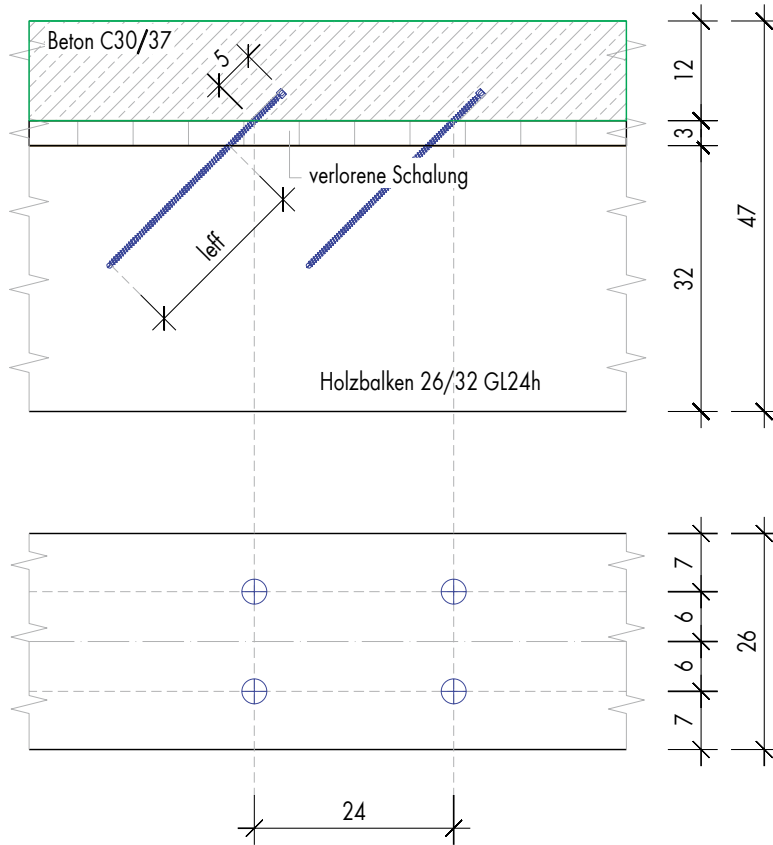 Beton C30/37
5
12
3
verlorene Schalung
47
leff
32
Holzbalken 26/32 GL24h
7
6
26
6
7
24